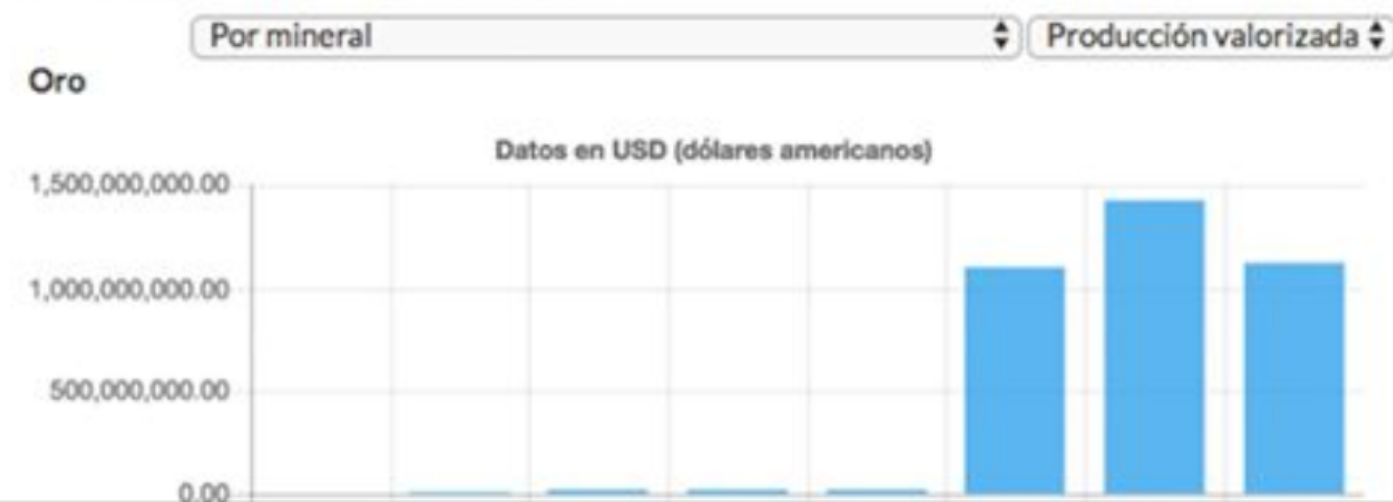 Por mineral Producción valorizada
Oro
Datos en USD (dólares americanos)
1,500,000,000.00
1,000,000,000.00
500,000,000.00
0.00